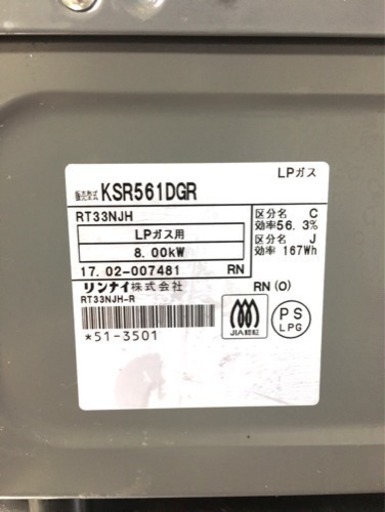 LPガス
販売型式 KSR561DGR
RT33NJH
LPガス用
8.00kW
区分名 C
効率56.3%
区分名 J
効率 167Wh
17.02-007481 RN
リンナイ株式会社 RN(O)
RT33NJH-R
*51-3501
JIA認証
PS
LPG